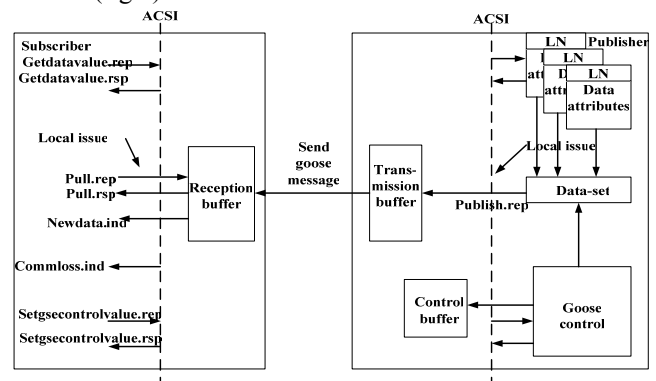 ACSI
ACSI
Subscriber
Getdatavalue.rep
Getdatavalue.rsp
LN
Publisher
LN
LN
Data
attributes
Local issue
Local issue
Send
goose
message
Pull.rep
Pull.rsp
Reception
buffer
Trans-
mission
buffer
Data-set
Publish.rep
Newdata.ind
Commloss.ind
Control
buffer
Goose
control
Setgsecontrolvalue.rep
Setgsecontrolvalue.rsp